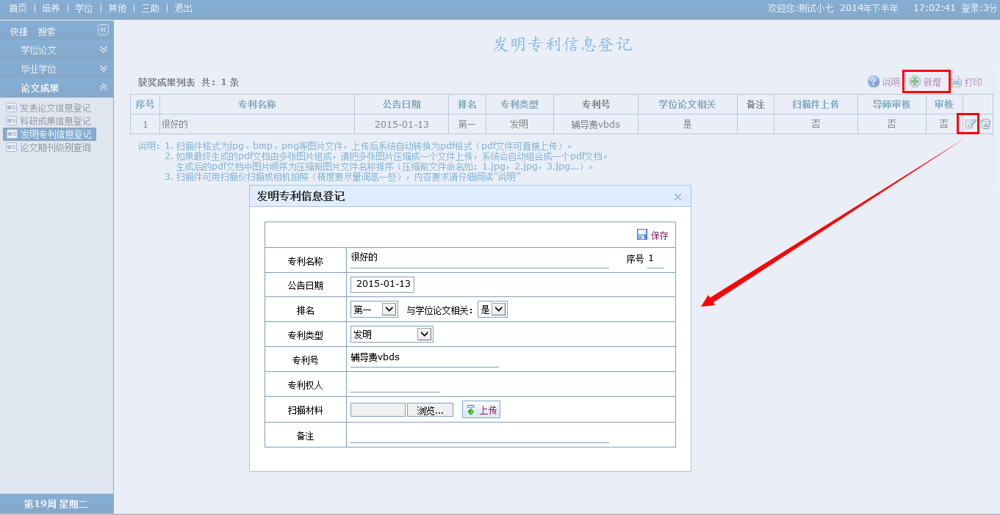 首页 | 培养 | 学位 | 其他 | 三助 | 退出 欢迎您:测试小七 2014年下半年 17:02:41 登录:3分
快捷 搜索
学位论文
毕业学位
论文成果
发表论文信息登记
科研成果信息登记
发明专利信息登记
论文期刊级别查询
第19周 星期二
发明专利信息登记
获奖成果列表 共：1 条 说明 新增 打印
序号 专利名称 公告日期 排名 专利类型 专利号 学位论文相关 备注 扫描件上传 导师审核 审核
1 很好的 2015-01-13 第一 发明 辅导费vbds 是 否 否 否
说明：1. 扫描件格式为jpg、bmp、png等图片文件，上传后系统自动转换为pdf格式（pdf文件可直接上传）。
2. 如果最终生成的pdf文档由多张图片组成，请把多张图片压缩成一个文件上传，系统会自动组合成一个pdf文档。
生成后的pdf文档中图片顺序为压缩前图片文件名称排序（压缩前文件命名如：1.jpg，2.jpg，3.jpg...）。
3. 扫描件可用扫描仪扫描或相机拍照（精度要尽量调高一些），内容要求请仔细阅读“说明”
发明专利信息登记
保存
专利名称 很好的 序号 1
公告日期 2015-01-13
排名 第一 与学位论文相关： 是
专利类型 发明
专利号 辅导费vbds
专利权人
扫描材料 浏览... 上传
备注